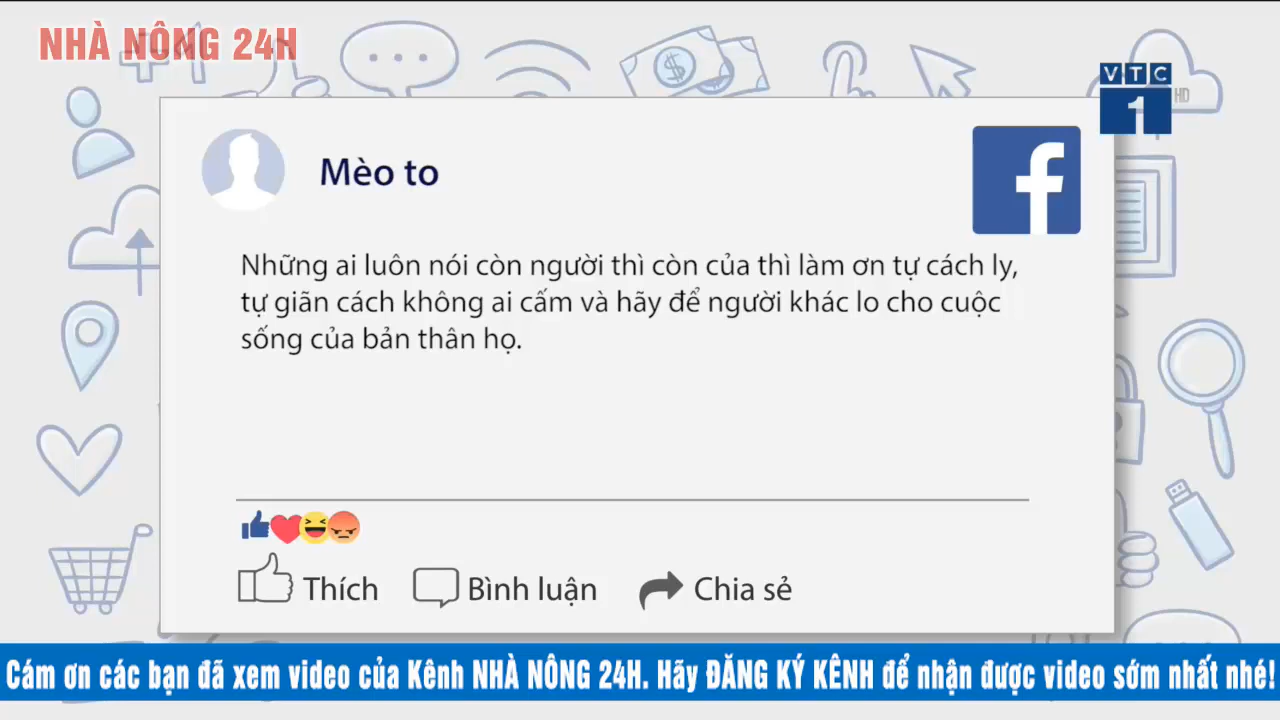 NHÀ NÔNG 24H
VTC
1
HD
Mèo to
f
Những ai luôn nói còn người thì còn của thì làm ơn tự cách ly,
tự giãn cách không ai cấm và hãy để người khác lo cho cuộc
sống của bản thân họ.
Thích
Bình luận
Chia sẻ
Cám ơn các bạn đã xem video của Kênh NHÀ NÔNG 24H. Hãy ĐĂNG KÝ KÊNH để nhận được video sớm nhất nhé!